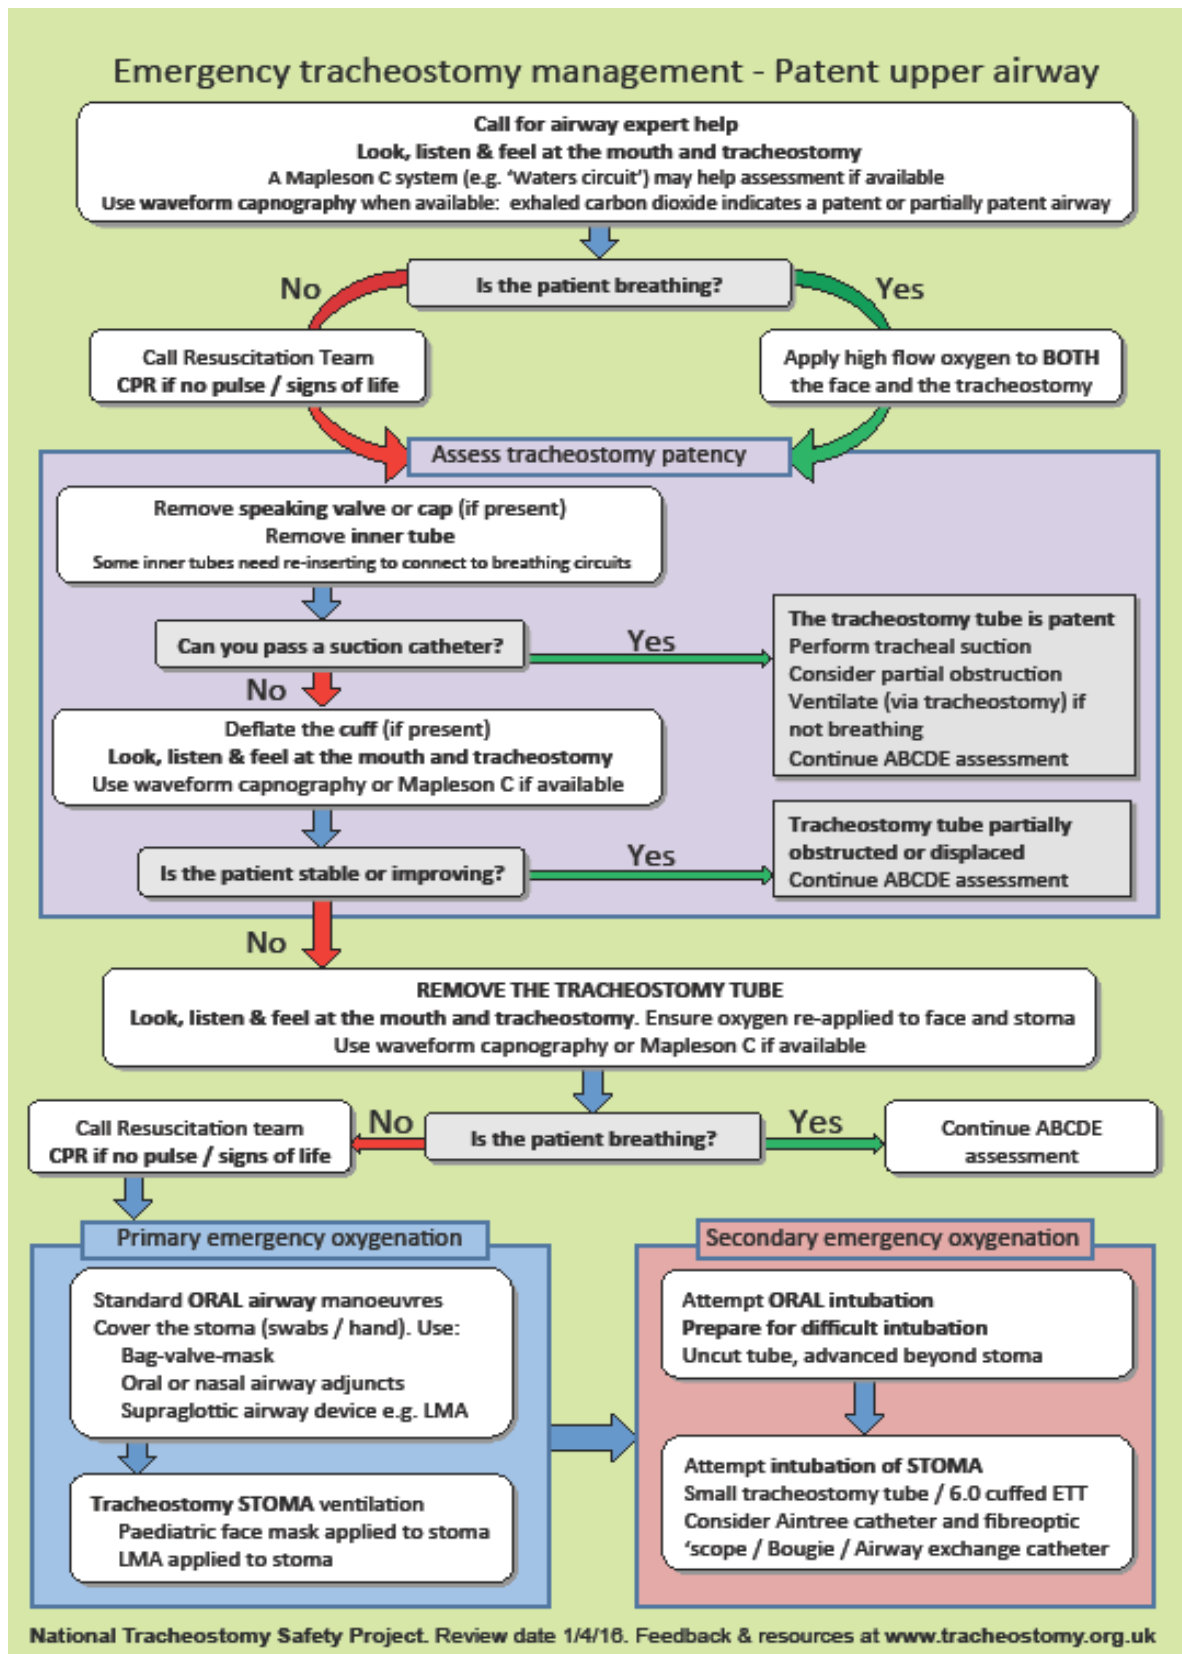 Emergency tracheostomy management - Patent upper airway
Call for airway expert help
Look, listen & feel at the mouth and tracheostomy
A Mapleson C system (e.g. ‘Waters circuit’) may help assessment if available
Use waveform capnography when available: exhaled carbon dioxide indicates a patent or partially patent airway
No
Is the patient breathing?
Yes
Call Resuscitation Team
CPR if no pulse / signs of life
Apply high flow oxygen to BOTH
the face and the tracheostomy
Assess tracheostomy patency
Remove speaking valve or cap (if present)
Remove inner tube
Some inner tubes need re-inserting to connect to breathing circuits
Can you pass a suction catheter?
Yes
The tracheostomy tube is patent
Perform tracheal suction
Consider partial obstruction
Ventilate (via tracheostomy) if
not breathing
Continue ABCDE assessment
No
Deflate the cuff (if present)
Look, listen & feel at the mouth and tracheostomy
Use waveform capnography or Mapleson C if available
Is the patient stable or improving?
Yes
Tracheostomy tube partially
obstructed or displaced
Continue ABCDE assessment
No
REMOVE THE TRACHEOSTOMY TUBE
Look, listen & feel at the mouth and tracheostomy. Ensure oxygen re-applied to face and stoma
Use waveform capnography or Mapleson C if available
Call Resuscitation team
CPR if no pulse / signs of life
No
Is the patient breathing?
Yes
Continue ABCDE
assessment
Primary emergency oxygenation
Standard ORAL airway manoeuvres
Cover the stoma (swabs / hand). Use:
Bag-valve-mask
Oral or nasal airway adjuncts
Supraglottic airway device e.g. LMA
Tracheostomy STOMA ventilation
Paediatric face mask applied to stoma
LMA applied to stoma
Secondary emergency oxygenation
Attempt ORAL intubation
Prepare for difficult intubation
Uncut tube, advanced beyond stoma
Attempt intubation of STOMA
Small tracheostomy tube / 6.0 cuffed ETT
Consider Aintree catheter and fibreoptic
‘scope / Bougie / Airway exchange catheter
National Tracheostomy Safety Project. Review date 1/4/16. Feedback & resources at www.tracheostomy.org.uk